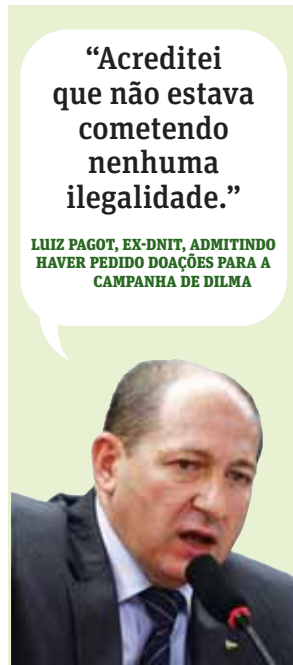 “Acreditei
que não estava
cometendo
nenhuma
ilegalidade.”
LUIZ PAGOT, EX-DNIT, ADMITINDO
HAVER PEDIDO DOAÇÕES PARA A
CAMPANHA DE DILMA